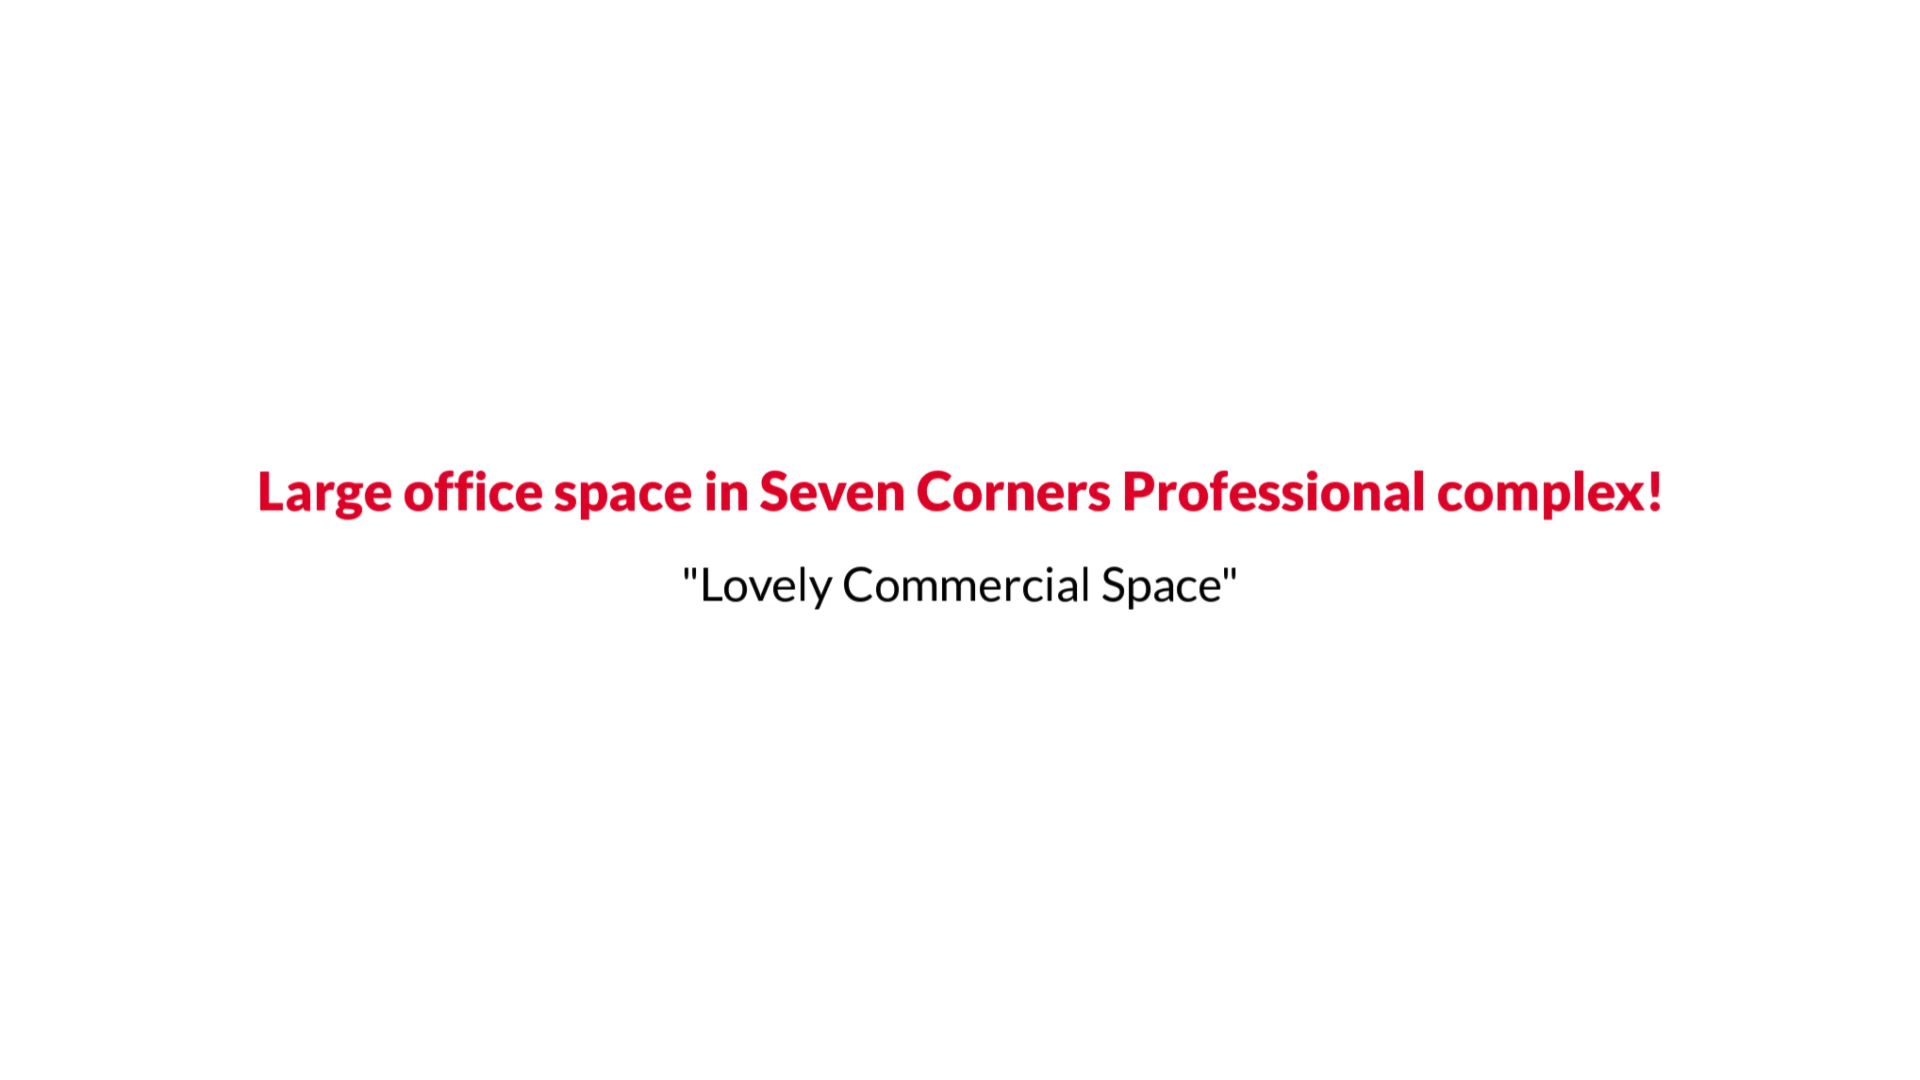 Large office space in Seven Corners Professional complex!
"Lovely Commercial Space"